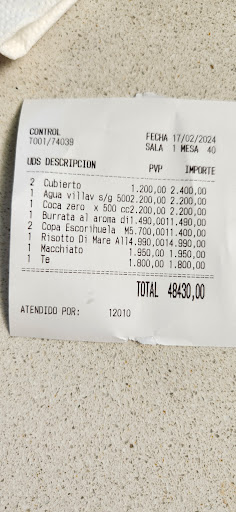 CONTROL
T001/74039 FECHA 17/02/2024
SALA 1 MESA 40
UDS DESCRIPCION PVP IMPORTE
2 Cubierto 1.200,00 2.400,00
1 Agua villav s/g 5002.200,00 2.200,00
1 Coca zero x 500 cc2.200,00 2.200,00
1 Burrata al aroma di1.490,0011.490,00
2 Copa Escorihuela M5.700,0011.400,00
1 Risotto Di Mare All4.990,0014.990,00
1 Macchiato 1.950,00 1.950,00
1 Te 1.800,00 1.800,00
TOTAL 48430,00
ATENDIDO POR: 12010